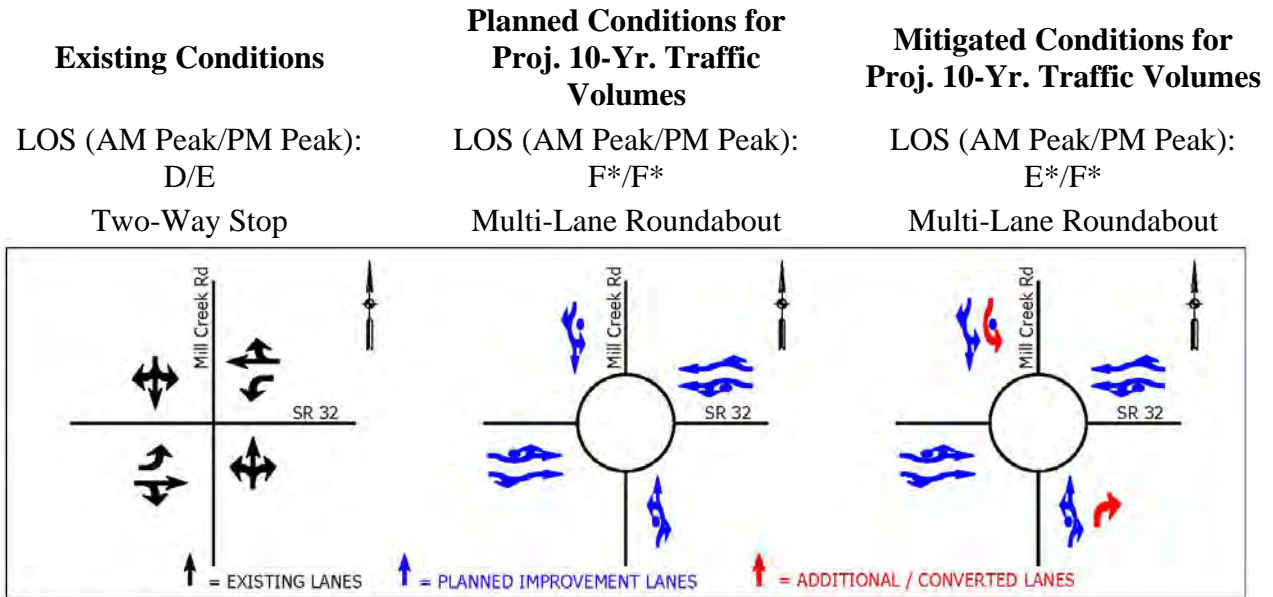 Existing Conditions
Planned Conditions for
Proj. 10-Yr. Traffic
Volumes
Mitigated Conditions for
Proj. 10-Yr. Traffic Volumes
LOS (AM Peak/PM Peak):
D/E
LOS (AM Peak/PM Peak):
F*/F*
LOS (AM Peak/PM Peak):
E*/F*
Two-Way Stop
Multi-Lane Roundabout
Multi-Lane Roundabout
Mill Creek Rd
SR 32
Mill Creek Rd
SR 32
Mill Creek Rd
SR 32
= EXISTING LANES
= PLANNED IMPROVEMENT LANES
= ADDITIONAL / CONVERTED LANES